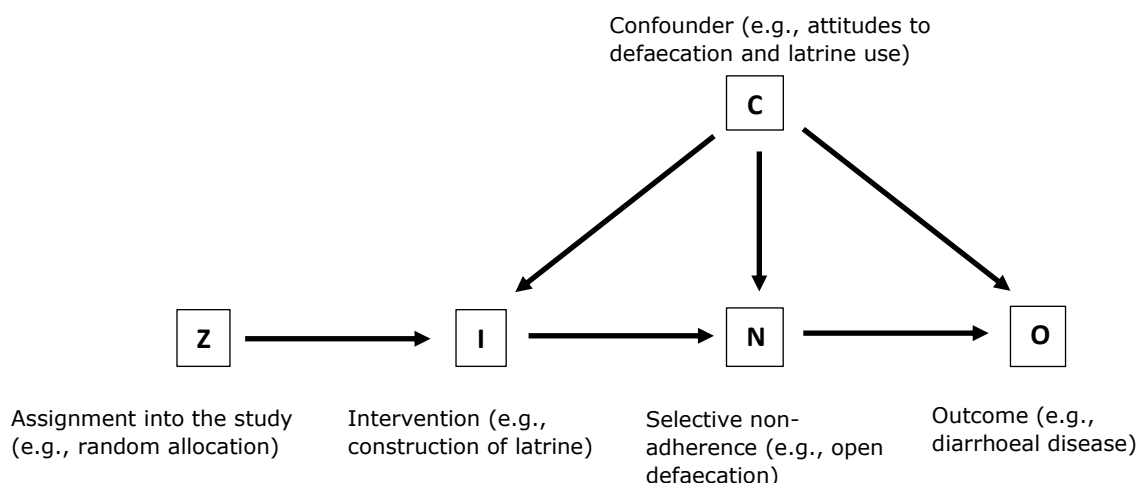 Confounder (e.g., attitudes to
defaecation and latrine use)
C
Z
I
N
O
Assignment into the study
(e.g., random allocation)
Intervention (e.g.,
construction of latrine)
Selective non-
adherence (e.g., open
defaecation)
Outcome (e.g.,
diarrhoeal disease)